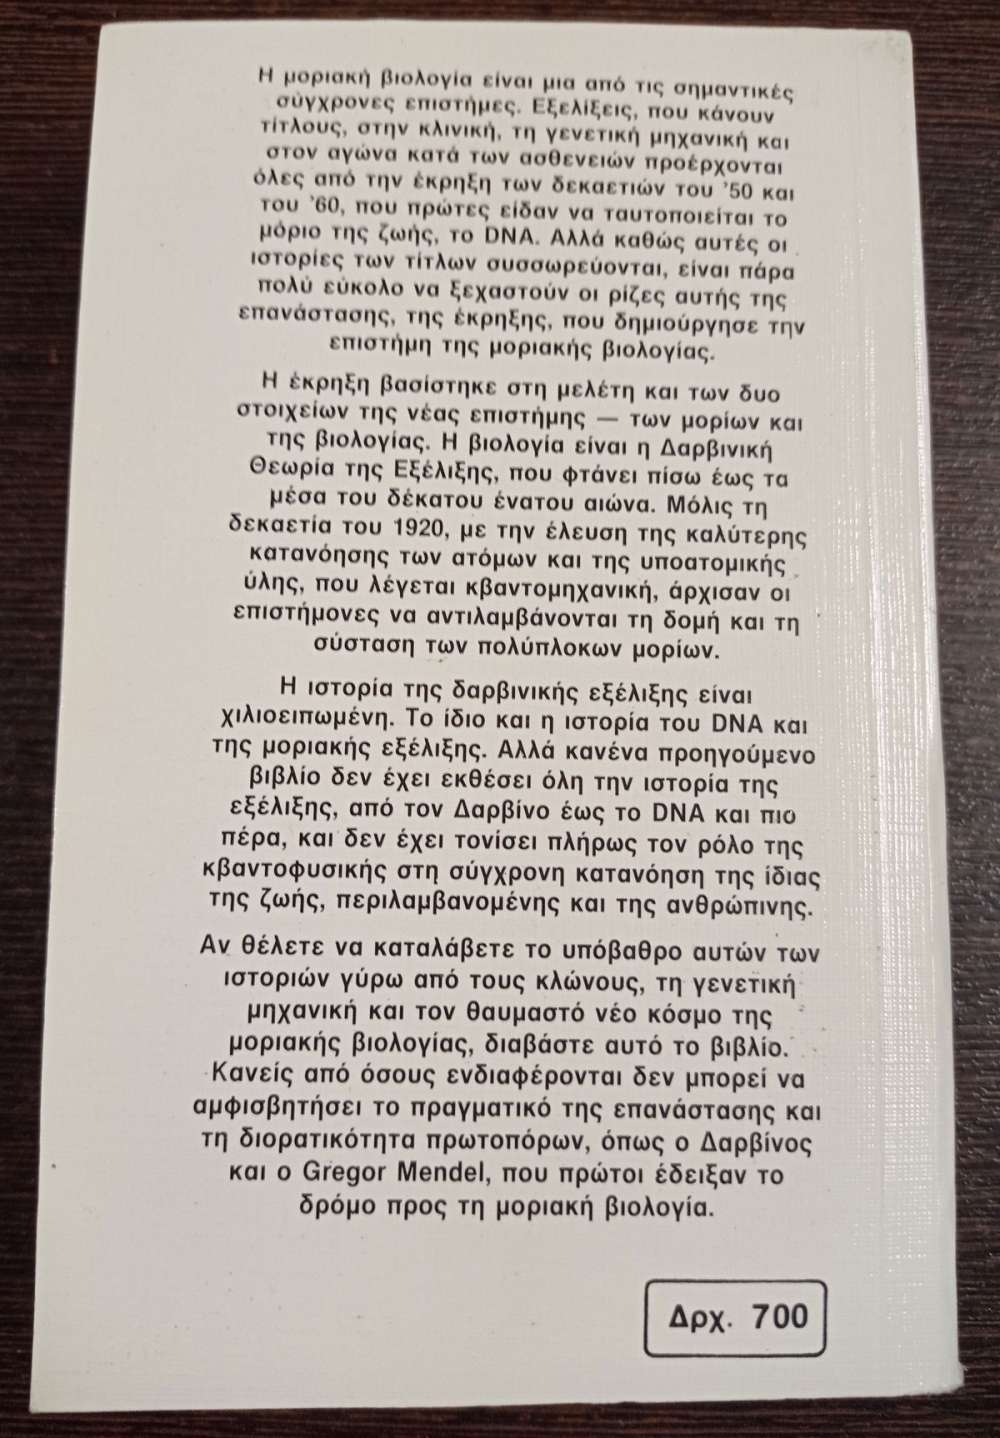 Η μοριακή βιολογία είναι μια από τις σημαντικές
σύγχρονες επιστήμες. Εξελίξεις, που κάνουν
τίτλους, στην κλινική, τη γενετική μηχανική και
στον αγώνα κατά των ασθενειών προέρχονται
όλες από την έκρηξη των δεκαετιών του '50 και
του '60, που πρώτες είδαν να ταυτοποιείται το
μόριο της ζωής, το DNA. Αλλά καθώς αυτές οι
ιστορίες των τίτλων συσσωρεύονται, είναι πάρα
πολύ εύκολο να ξεχαστούν οι ρίζες αυτής της
επανάστασης, της έκρηξης, που δημιούργησε την
επιστήμη της μοριακής βιολογίας.
Η έκρηξη βασίστηκε στη μελέτη και των δυο
στοιχείων της νέας επιστήμης — των μορίων και
της βιολογίας. Η βιολογία είναι η Δαρβινική
Θεωρία της Εξέλιξης, που φτάνει πίσω έως τα
μέσα του δέκατου ένατου αιώνα. Μόλις τη
δεκαετία του 1920, με την έλευση της καλύτερης
κατανόησης των ατόμων και της υποατομικής
ύλης, που λέγεται κβαντομηχανική, άρχισαν οι
επιστήμονες να αντιλαμβάνονται τη δομή και τη
σύσταση των πολύπλοκων μορίων.
Η ιστορία της δαρβινικής εξέλιξης είναι
χιλιοειπωμένη. Το ίδιο και η ιστορία του DNA και
της μοριακής εξέλιξης. Αλλά κανένα προηγούμενο
βιβλίο δεν έχει εκθέσει όλη την ιστορία της
εξέλιξης, από τον Δαρβίνο έως το DNA και πιο
πέρα, και δεν έχει τονίσει πλήρως τον ρόλο της
κβαντοφυσικής στη σύγχρονη κατανόηση της ίδιας
της ζωής, περιλαμβανομένης και της ανθρώπινης.
Αν θέλετε να καταλάβετε το υπόβαθρο αυτών των
ιστοριών γύρω από τους κλώνους, τη γενετική
μηχανική και τον θαυμαστό νέο κόσμο της
μοριακής βιολογίας, διαβάστε αυτό το βιβλίο.
Κανείς από όσους ενδιαφέρονται δεν μπορεί να
αμφισβητήσει το πραγματικό της επανάστασης και
τη διορατικότητα πρωτοπόρων, όπως ο Δαρβίνος
και ο Gregor Mendel, που πρώτοι έδειξαν το
δρόμο προς τη μοριακή βιολογία.
Δρχ. 700